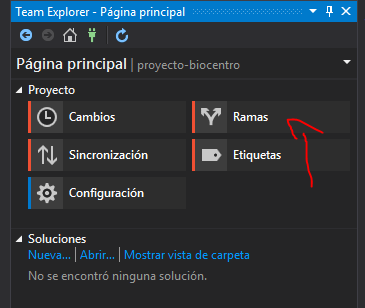 Team Explorer - Página principal
Página principal | proyecto-biocentro
Proyecto
Cambios
Ramas
Sincronización
Etiquetas
Configuración
Soluciones
Nueva... | Abrir... | Mostrar vista de carpeta
No se encontró ninguna solución.